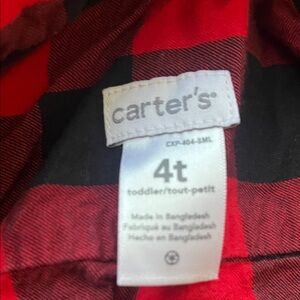 carter's®
CXP-404-SML
4t
toddler/tout-petit
Made in Bangladesh
Fabriqué au Bangladesh
Hecho en Bangladesh